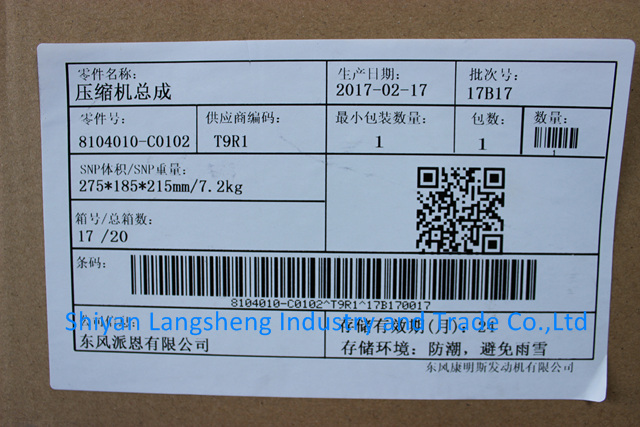 零件名称:
压缩机总成
生产日期:
2017-02-17
批次号:
17B17
零件号:
8104010-C0102
供应商编码:
T9R1
最小包装数量:
1
包数:
1
数量:
1
SNP体积/SNP重量:
275*185*215mm/7.2kg
箱号/总箱数:
17 /20
条码:
8104010-C0102^T9R1^17B170017
Shiyan Langsheng Industry and Trade Co.,Ltd
东风派恩有限公司
存储有效期(月): 24
存储环境: 防潮, 避免雨雪
东风康明斯发动机有限公司